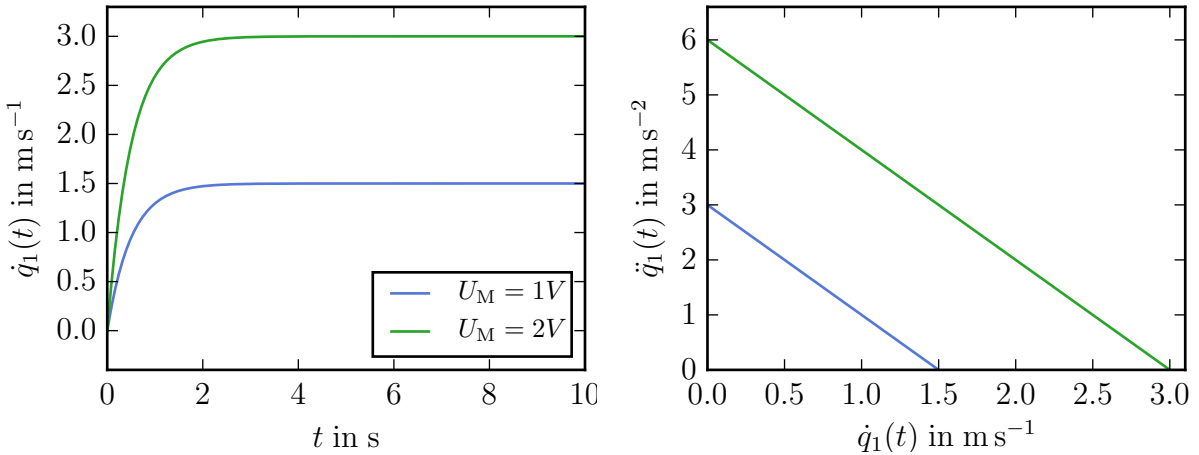 3.0
2.5
2.0
1.5
1.0
0.5
0.0
q̇₁(t) in m s⁻¹
0 2 4 6 8 10
t in s
U_M = 1V
U_M = 2V
6
5
4
3
2
1
0
q̈₁(t) in m s⁻²
0.0 0.5 1.0 1.5 2.0 2.5 3.0
q̇₁(t) in m s⁻¹